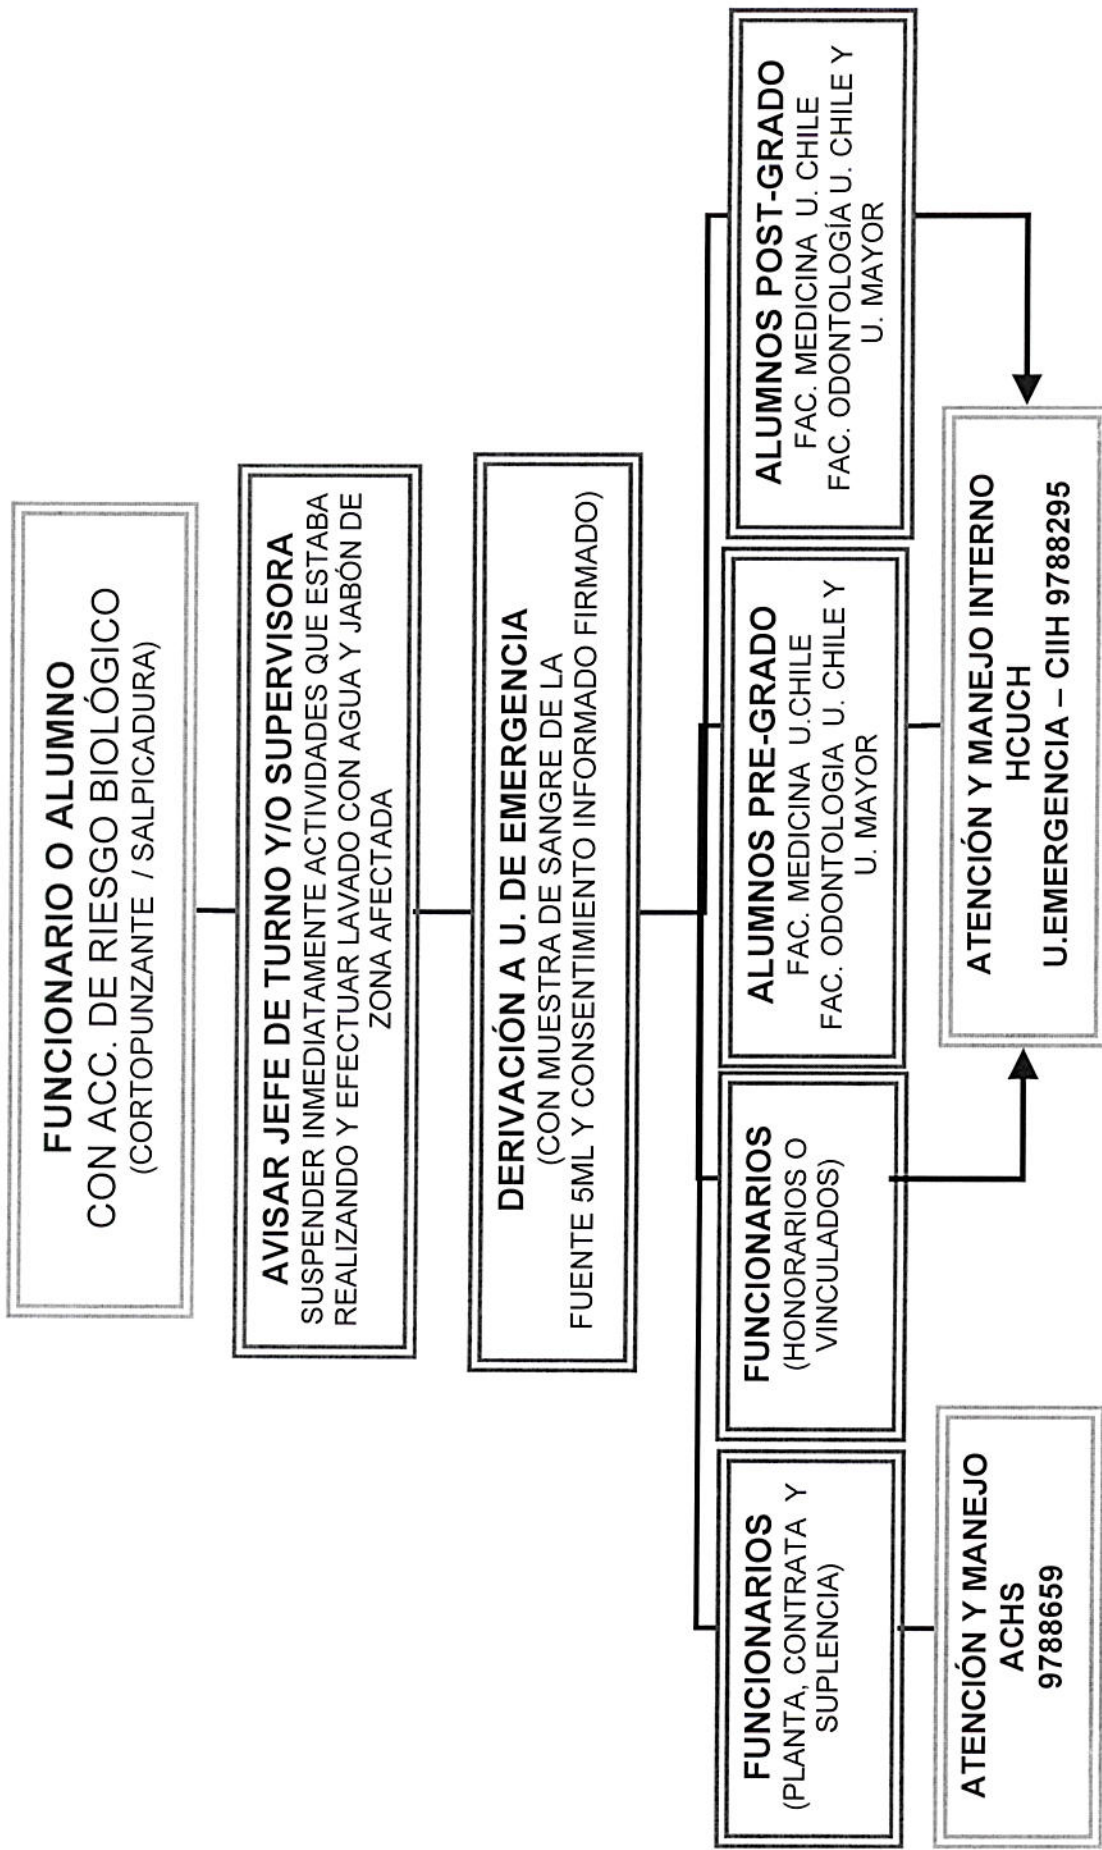 FUNCIONARIO O ALUMNO
CON ACC. DE RIESGO BIOLÓGICO
(CORTOPUNZANTE / SALPICADURA)
AVISAR JEFE DE TURNO Y/O SUPERVISORA
SUSPENDER INMEDIATAMENTE ACTIVIDADES QUE ESTABA
REALIZANDO Y EFECTUAR LAVADO CON AGUA Y JABÓN DE
ZONA AFECTADA
DERIVACIÓN A U. DE EMERGENCIA
(CON MUESTRA DE SANGRE DE LA
FUENTE 5ML Y CONSENTIMIENTO INFORMADO FIRMADO)
FUNCIONARIOS
(PLANTA, CONTRATA Y
SUPLENCIA)
FUNCIONARIOS
(HONORARIOS O
VINCULADOS)
ALUMNOS PRE-GRADO
FAC. MEDICINA U.CHILE
FAC. ODONTOLOGIA U. CHILE Y
U. MAYOR
ALUMNOS POST-GRADO
FAC. MEDICINA U. CHILE
FAC. ODONTOLOGÍA U. CHILE Y
U. MAYOR
ATENCIÓN Y MANEJO
ACHS
9788659
ATENCIÓN Y MANEJO INTERNO
HCUCH
U.EMERGENCIA – CIIH 9788295